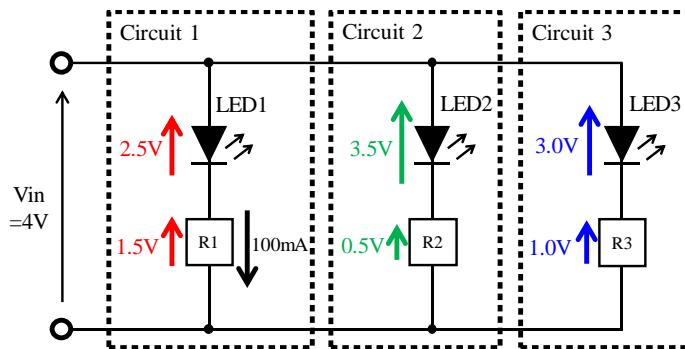 Circuit 1
Circuit 2
Circuit 3
LED1
LED2
LED3
2.5V
3.5V
3.0V
Vin
=4V
1.5V
R1
100mA
0.5V
R2
1.0V
R3